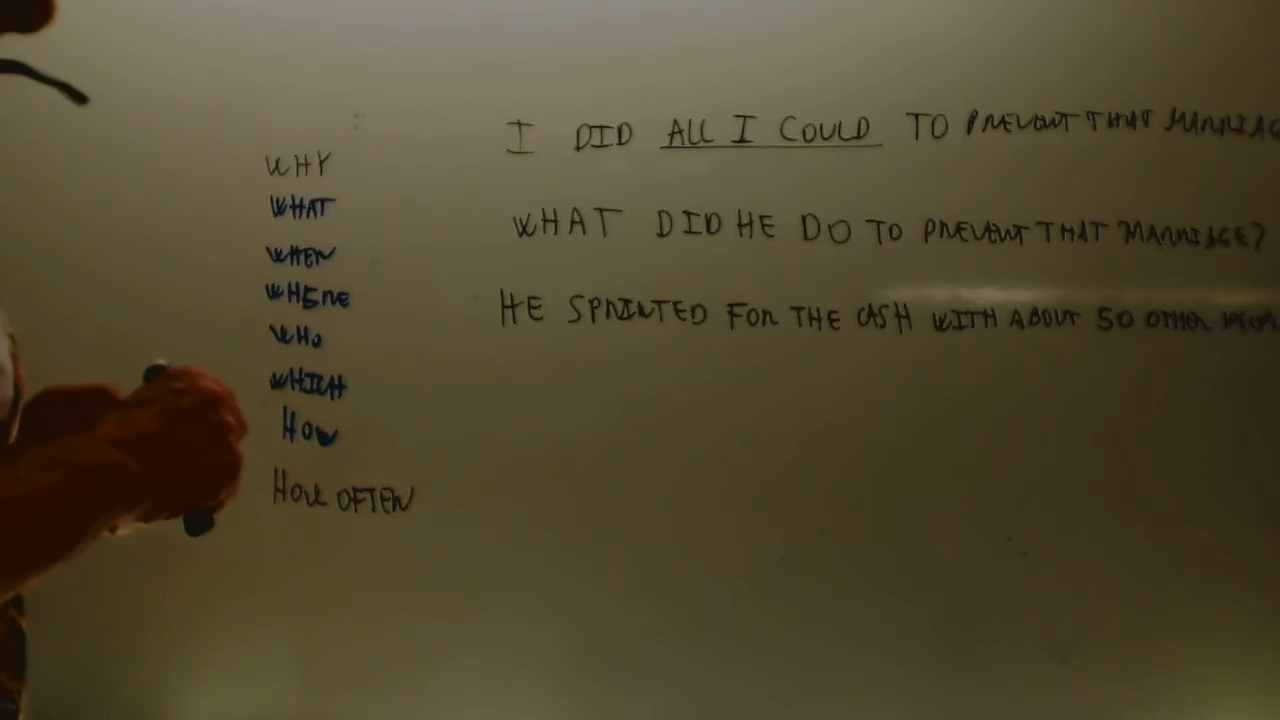 WHY
WHAT
WHEN
WHERE
WHO
WHICH
HOW
HOW OFTEN
I DID ALL I COULD TO PREVENT THAT MARRIAG
WHAT DID HE DO TO PREVENT THAT MARRIAGE?
HE SPRINTED FOR THE CASH WITH ABOUT 50 OTHER